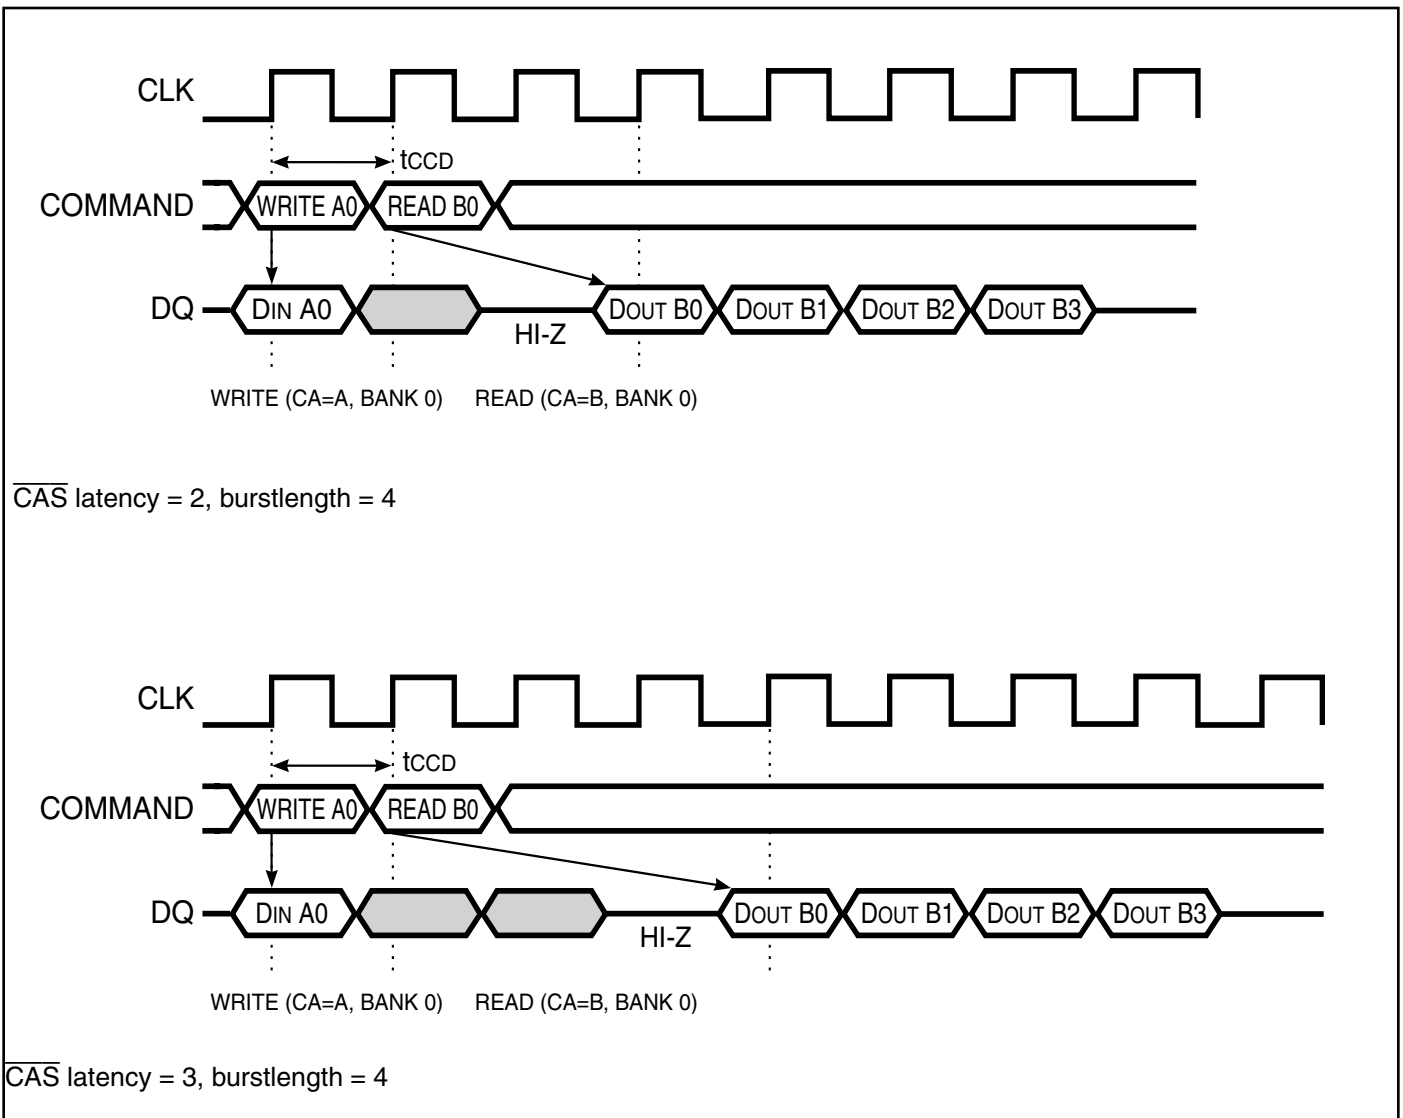 CLK
tCCD
COMMAND WRITE A0 READ B0
DQ DIN A0 DOUT B0 DOUT B1 DOUT B2 DOUT B3
HI-Z
WRITE (CA=A, BANK 0) READ (CA=B, BANK 0)
CAS latency = 2, burstlength = 4
CLK
tCCD
COMMAND WRITE A0 READ B0
DQ DIN A0 DOUT B0 DOUT B1 DOUT B2 DOUT B3
HI-Z
WRITE (CA=A, BANK 0) READ (CA=B, BANK 0)
CAS latency = 3, burstlength = 4